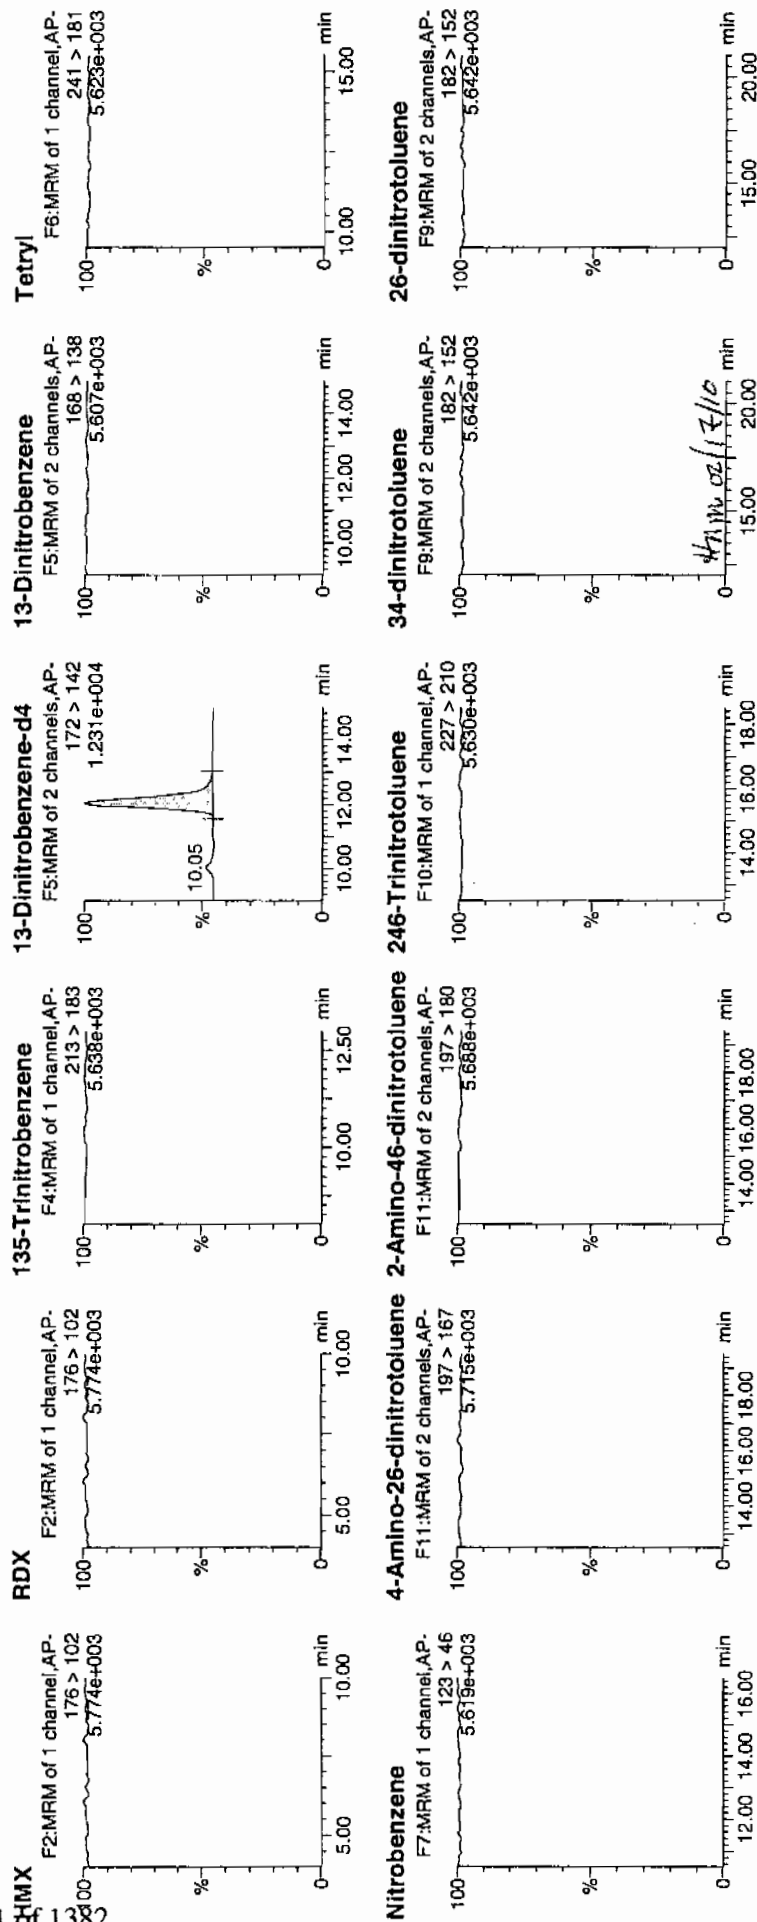 HMX
F2:MRM of 1 channel,AP-
176 > 102
5.774e+003
100
%
0
5.00
10.00
min
RDX
F2:MRM of 1 channel,AP-
176 > 102
5.774e+003
100
%
0
5.00
10.00
min
135-Trinitrobenzene
F4:MRM of 1 channel,AP-
213 > 183
5.638e+003
100
%
0
10.00
12.50
min
13-Dinitrobenzene-d4
F5:MRM of 2 channels,AP-
172 > 142
1.231e+004
100
%
10.05
0
10.00
12.00
14.00
min
13-Dinitrobenzene
F5:MRM of 2 channels,AP-
168 > 138
5.607e+003
100
%
0
10.00
12.00
14.00
min
Tetryl
F6:MRM of 1 channel,AP-
241 > 181
5.623e+003
100
%
0
10.00
15.00
min
Nitrobenzene
F7:MRM of 1 channel,AP-
123 > 46
5.619e+003
100
%
0
12.00
14.00
16.00
min
4-Amino-26-dinitrotoluene
F11:MRM of 2 channels,AP-
197 > 167
5.715e+003
100
%
0
14.00
16.00
18.00
min
2-Amino-46-dinitrotoluene
F11:MRM of 2 channels,AP-
197 > 180
5.688e+003
100
%
0
14.00
16.00
18.00
min
246-Trinitrotoluene
F10:MRM of 1 channel,AP-
227 > 210
5.630e+003
100
%
0
14.00
16.00
18.00
min
34-dinitrotoluene
F9:MRM of 2 channels,AP-
182 > 152
5.642e+003
100
%
0
15.00
20.00
min
02/17/10
26-dinitrotoluene
F9:MRM of 2 channels,AP-
182 > 152
5.642e+003
100
%
0
15.00
20.00
min
of 1382